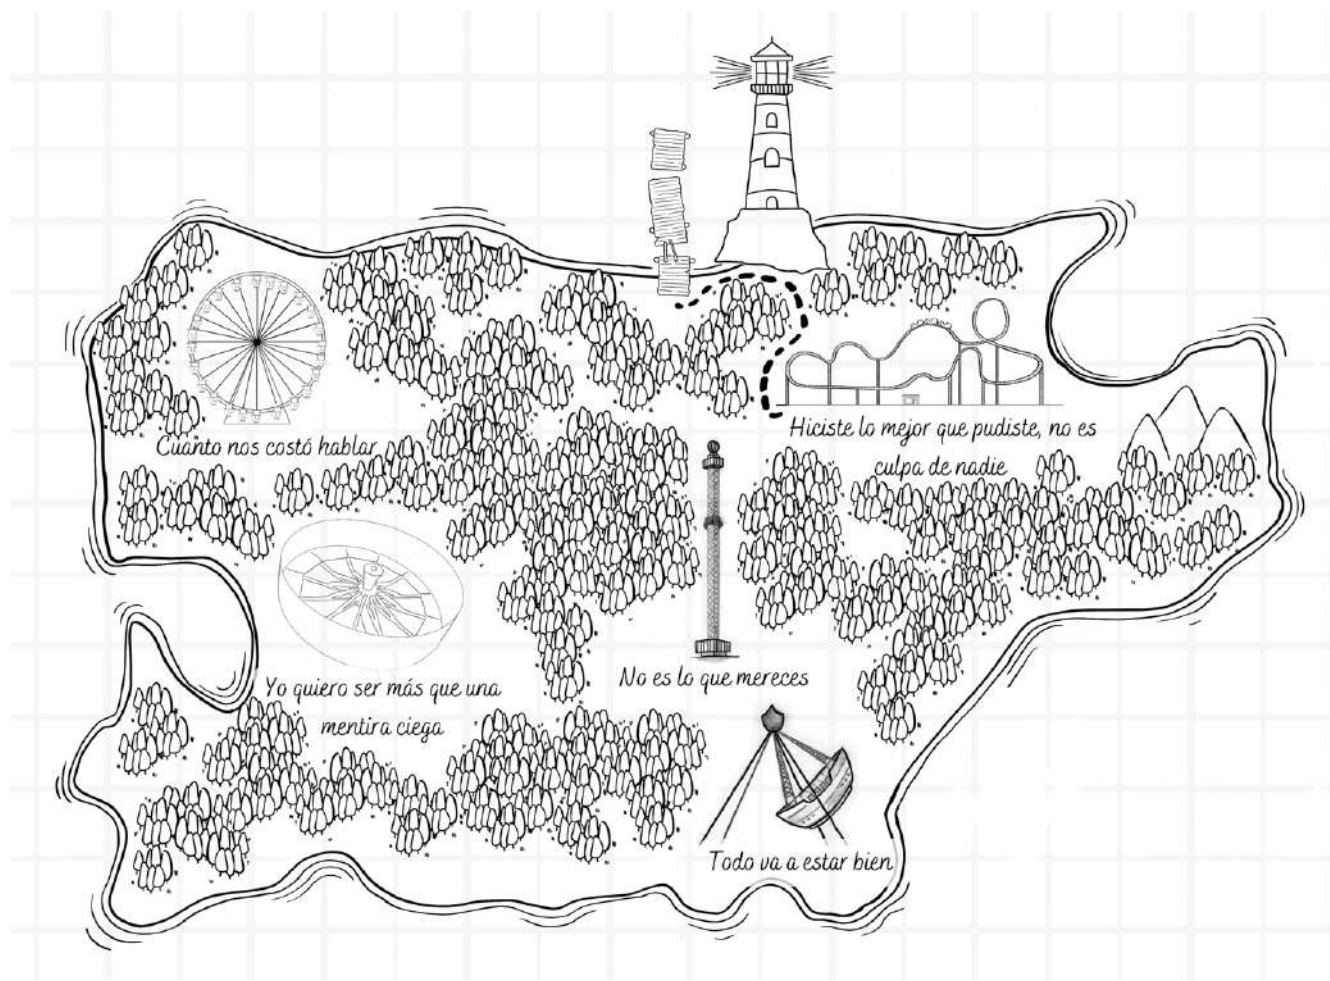 Hiciste lo mejor que pudiste, no es
culpa de nadie
Cuánto nos costó hablar
No es lo que mereces
Yo quiero ser más que una
mentira ciega
Todo va a estar bien